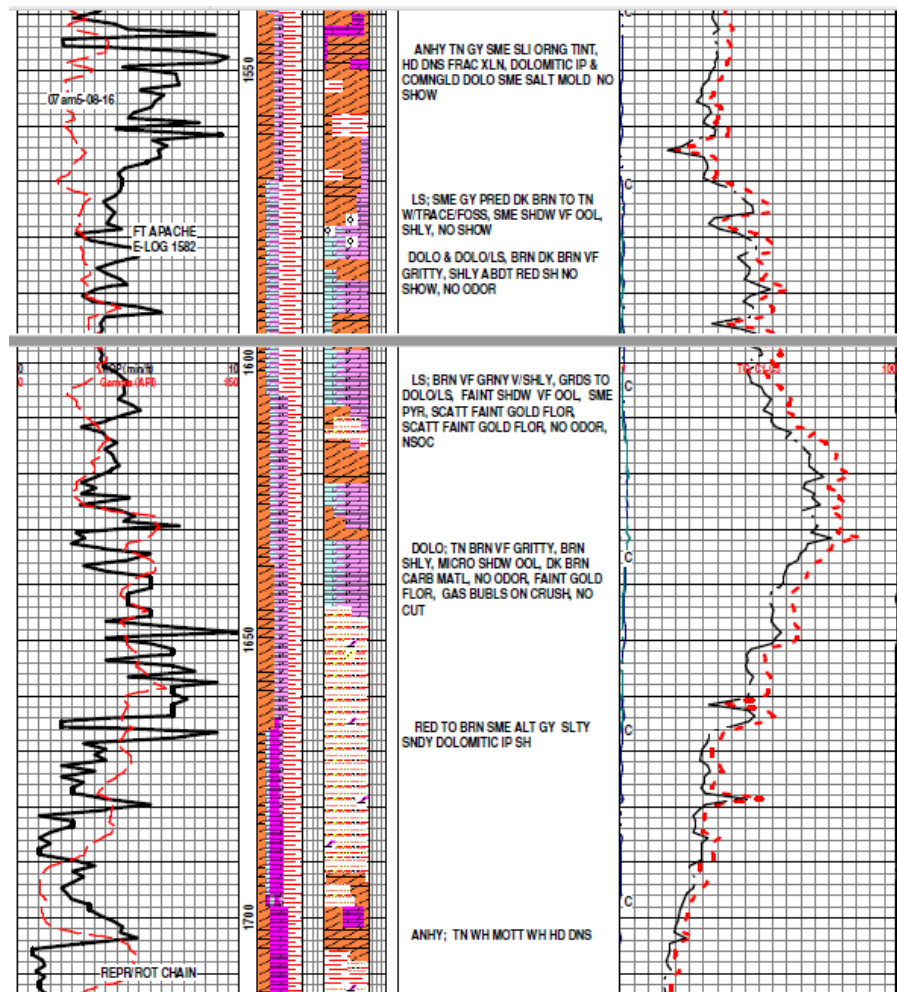 ANHY TN GY SME SLI ORNG TINT,
HD DNS FRAC XLN, DOLOMITIC IP &
COMNGLD DOLO SME SALT MOLD NO
SHOW
1550
07am5-08-16
C
C
LS; SME GY PRED DK BRN TO TN
W/TRACE/FOSS, SME SHDW VF OOL,
SHLY, NO SHOW
FT APACHE
E-LOG 1582
DOLO & DOLO/LS, BRN DK BRN VF
GRITTY, SHLY ABDT RED SH NO
SHOW, NO ODOR
1600
(min/ft)
10
0
150
100
C
LS; BRN VF GRNY V/SHLY, GRDS TO
DOLO/LS, FAINT SHDW VF OOL, SME
PYR, SCATT FAINT GOLD FLOR,
SCATT FAINT GOLD FLOR, NO ODOR,
NSOC
DOLO; TN BRN VF GRITTY, BRN
SHLY, MICRO SHDW OOL, DK BRN
CARB MATL, NO ODOR, FAINT GOLD
FLOR, GAS BUBLS ON CRUSH, NO
CUT
C
1650
RED TO BRN SME ALT GY SLTY
SNDY DOLOMITIC IP SH
C
C
1700
ANHY; TN WH MOTT WH HD DNS
REPR/ROT CHAIN